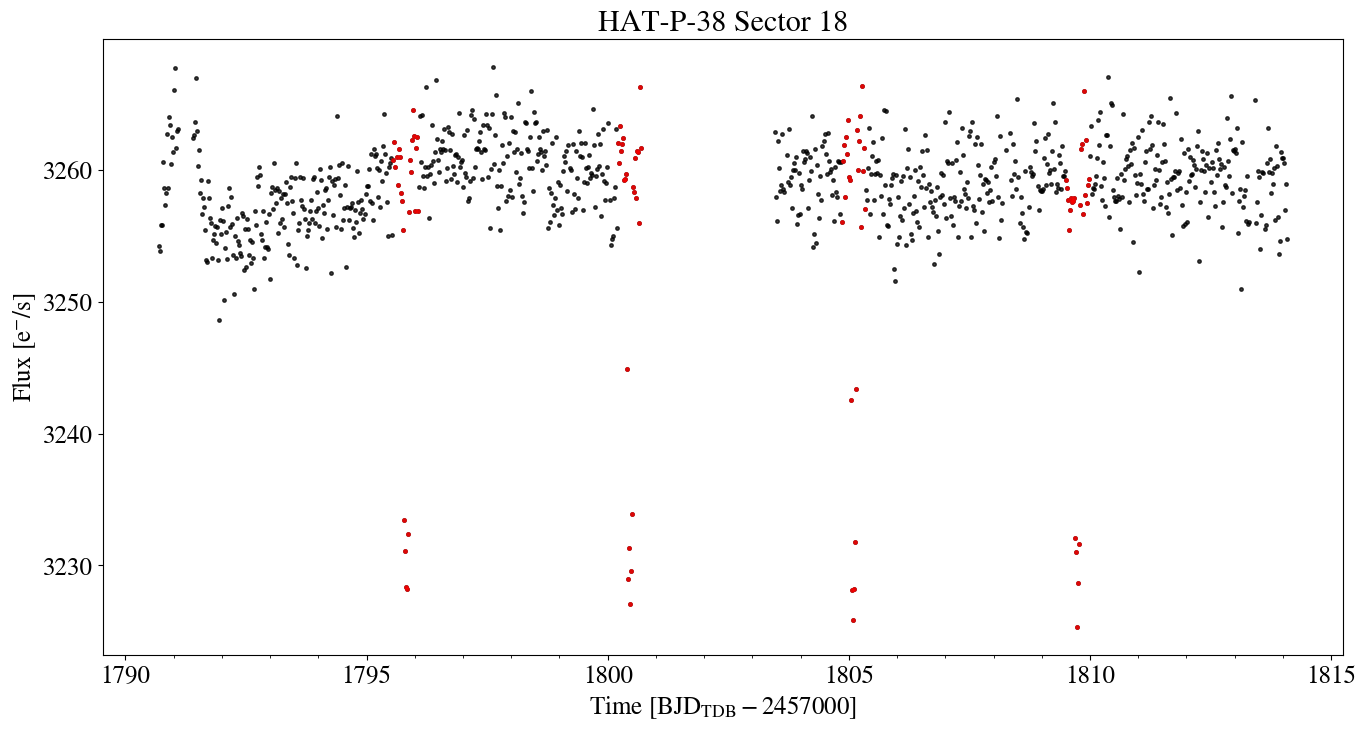 HAT-P-38 Sector 18
Flux [e⁻/s]
3260
3250
3240
3230
1790 1795 1800 1805 1810 1815
Time [BJD_TDB − 2457000]